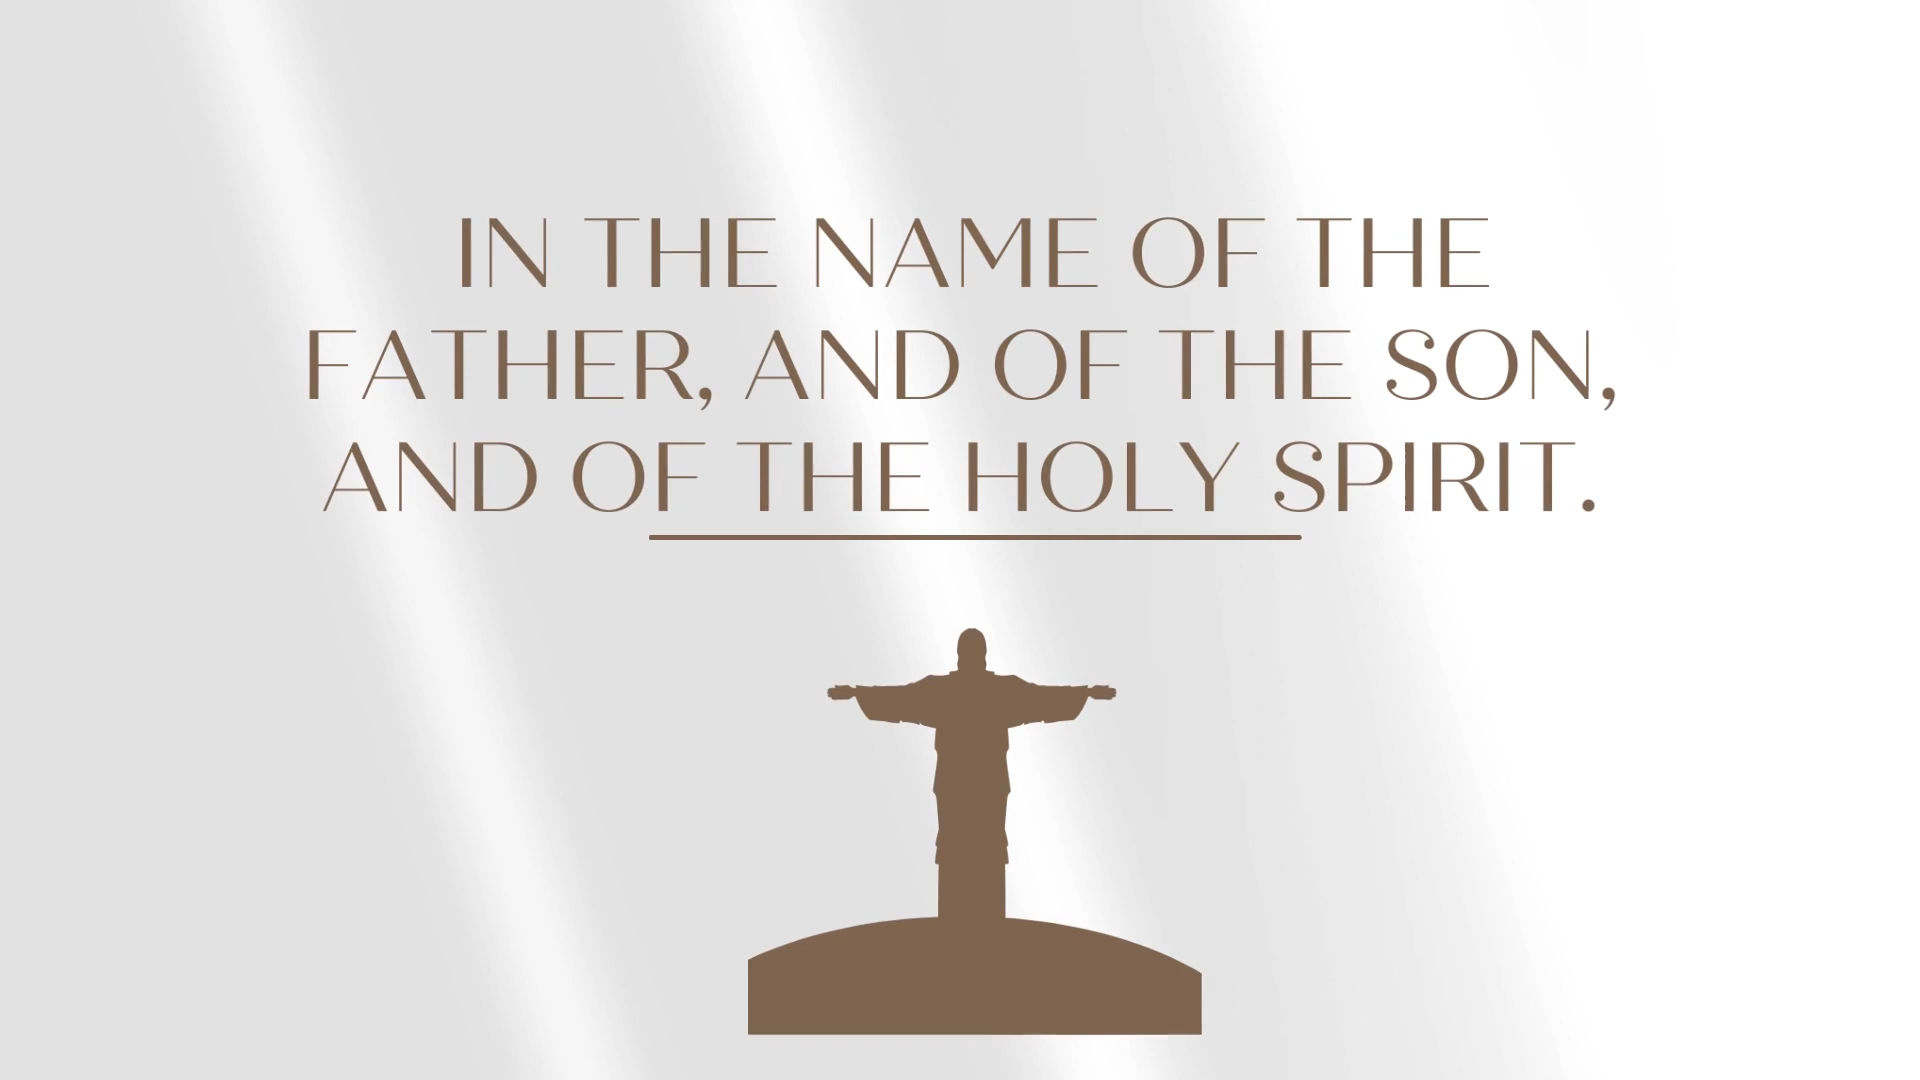 IN THE NAME OF THE
FATHER, AND OF THE SON,
AND OF THE HOLY SPIRIT.